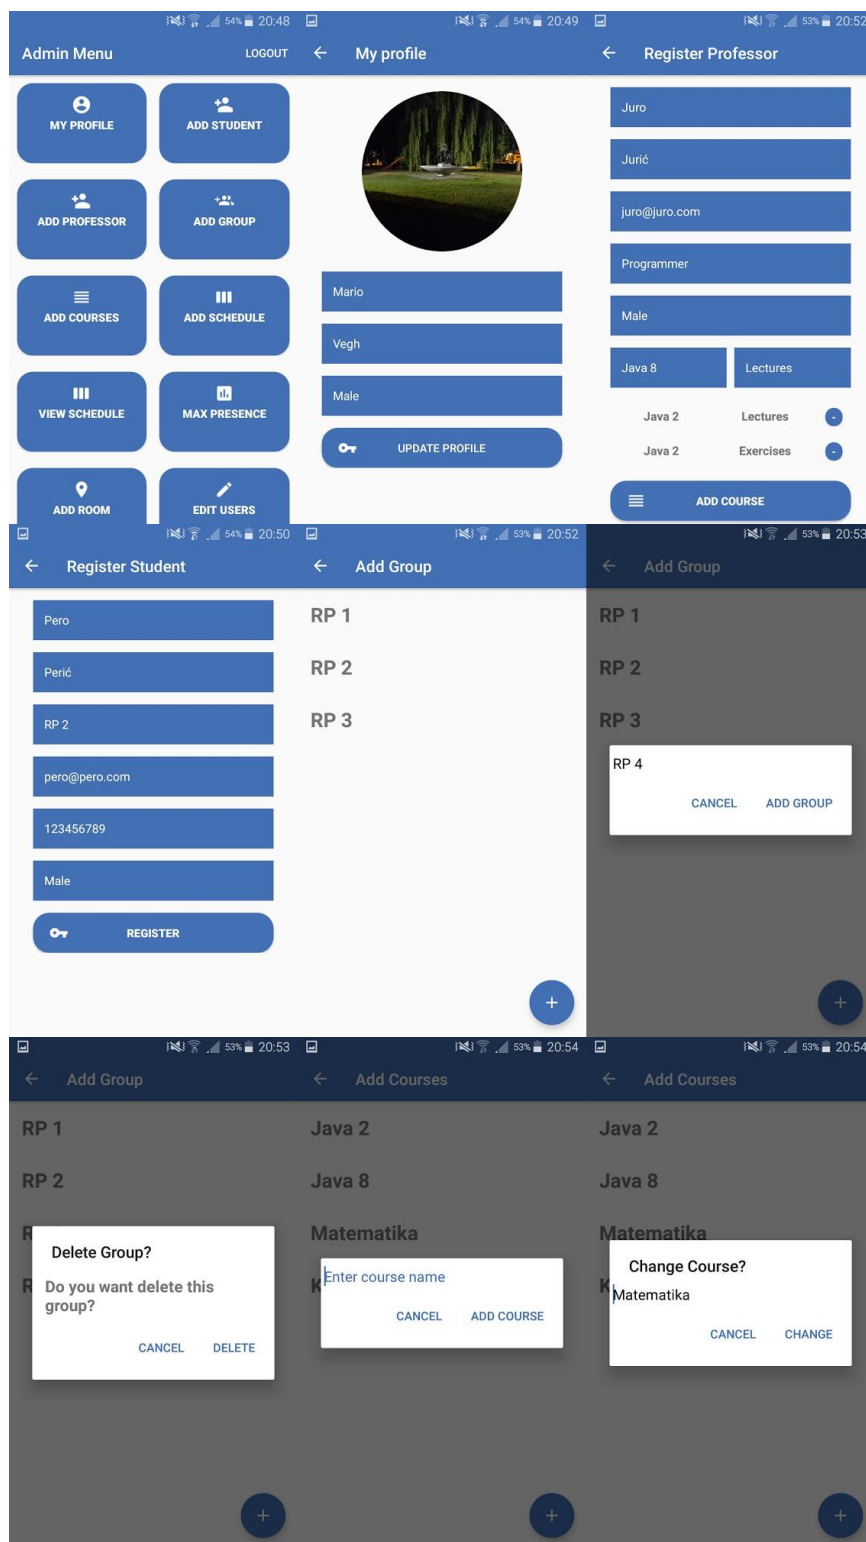 54% 20:48
Admin Menu LOGOUT
MY PROFILE ADD STUDENT
ADD PROFESSOR ADD GROUP
ADD COURSES ADD SCHEDULE
VIEW SCHEDULE MAX PRESENCE
ADD ROOM EDIT USERS
54% 20:49
My profile
Mario
Vegh
Male
UPDATE PROFILE
53% 20:52
Register Professor
Juro
Jurić
juro@juro.com
Programmer
Male
Java 8 Lectures
Java 2 Lectures -
Java 2 Exercises -
ADD COURSE
54% 20:50
Register Student
Pero
Perić
RP 2
pero@pero.com
123456789
Male
REGISTER
53% 20:52
Add Group
RP 1
RP 2
RP 3
+
53% 20:53
Add Group
RP 1
RP 2
RP 3
RP 4
CANCEL ADD GROUP
+
53% 20:53
Add Group
RP 1
RP 2
Delete Group?
Do you want delete this
group?
CANCEL DELETE
+
53% 20:54
Add Courses
Java 2
Java 8
Matematika
Enter course name
CANCEL ADD COURSE
+
53% 20:54
Add Courses
Java 2
Java 8
Matematika
Change Course?
Matematika
CANCEL CHANGE
+